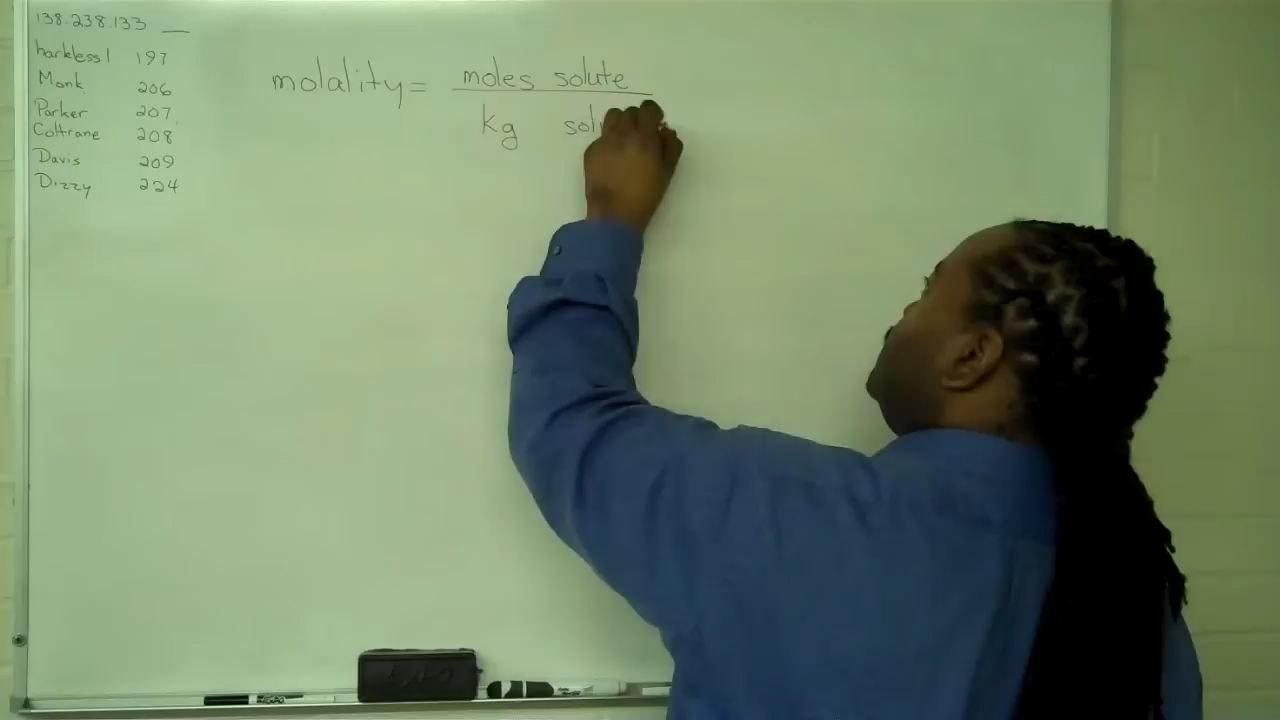 138.238.133 __
harkless1 197
Monk 206
Parker 207
Coltrane 208
Davis 209
Dizzy 224
molality = moles solute
kg